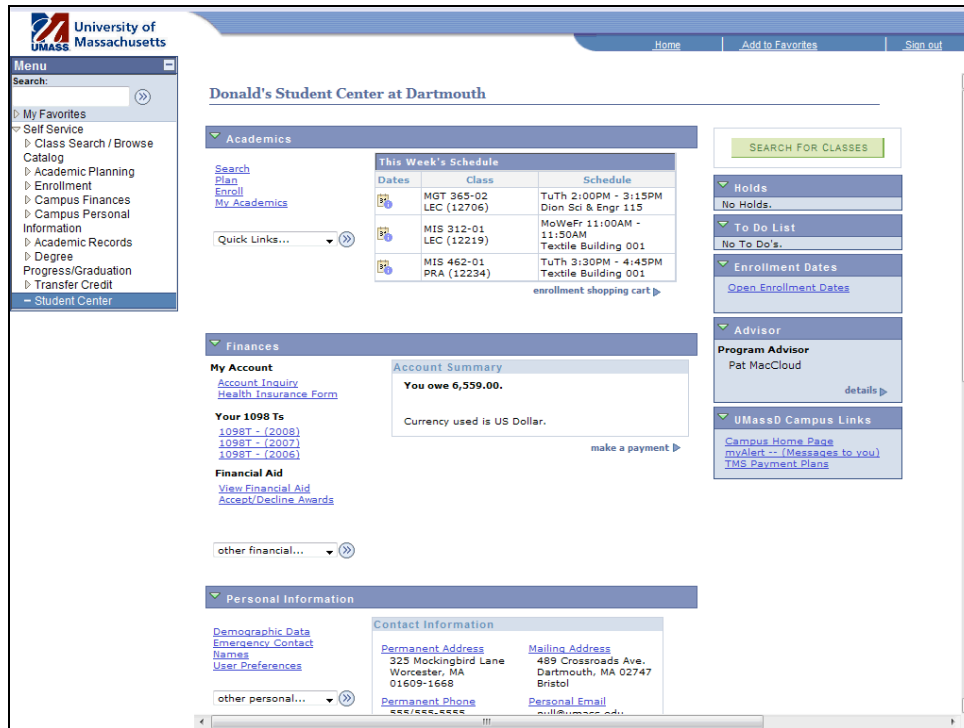 University of
Massachusetts
UMASS
Home
Add to Favorites
Sign out
Menu
Search:
My Favorites
Self Service
Class Search / Browse
Catalog
Academic Planning
Enrollment
Campus Finances
Campus Personal
Information
Academic Records
Degree
Progress/Graduation
Transfer Credit
Student Center
Donald's Student Center at Dartmouth
Academics
Search
Plan
Enroll
My Academics
Quick Links...
This Week's Schedule
Dates Class Schedule
31 MGT 365-02 TuTh 2:00PM - 3:15PM
LEC (12706) Dion Sci & Engr 115
31 MIS 312-01 MoWeFr 11:00AM -
LEC (12219) 11:50AM
Textile Building 001
31 MIS 462-01 TuTh 3:30PM - 4:45PM
PRA (12234) Textile Building 001
enrollment shopping cart
SEARCH FOR CLASSES
Holds
No Holds.
To Do List
No To Do's.
Enrollment Dates
Open Enrollment Dates
Advisor
Program Advisor
Pat MacCloud
details
UMassD Campus Links
Campus Home Page
myAlert -- (Messages to you)
TMS Payment Plans
Finances
My Account
Account Inquiry
Health Insurance Form
Your 1098 Ts
1098T - (2008)
1098T - (2007)
1098T - (2006)
Financial Aid
View Financial Aid
Accept/Decline Awards
other financial...
Account Summary
You owe 6,559.00.
Currency used is US Dollar.
make a payment
Personal Information
Demographic Data
Emergency Contact
Names
User Preferences
other personal...
Contact Information
Permanent Address
325 Mockingbird Lane
Worcester, MA
01609-1668
Mailing Address
489 Crossroads Ave.
Dartmouth, MA 02747
Bristol
Permanent Phone
555/555-5555
Personal Email
null@umass.edu